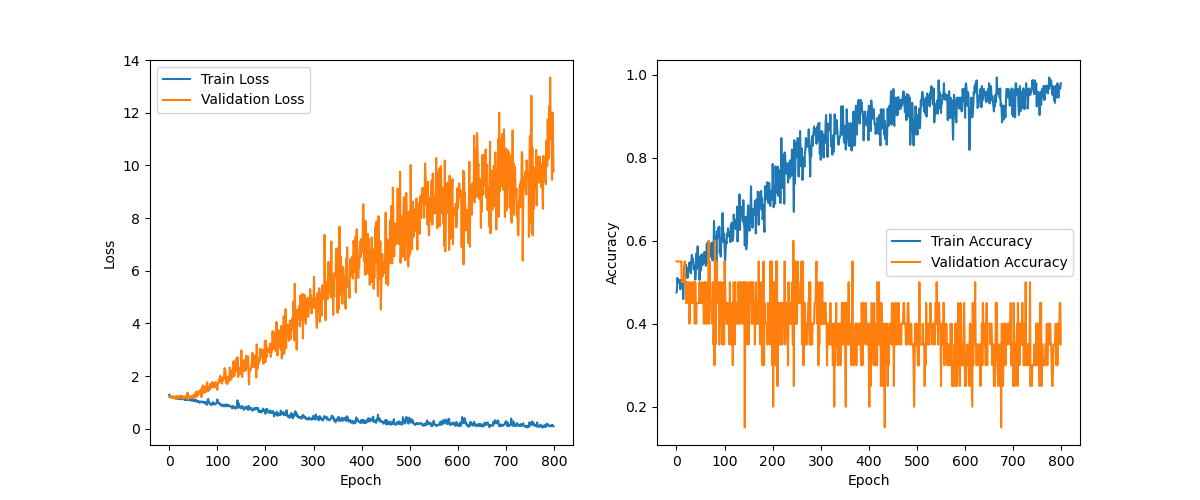 14
12
10
8
6
4
2
0
Loss
Train Loss
Validation Loss
0 100 200 300 400 500 600 700 800
Epoch
1.0
0.8
0.6
0.4
0.2
Accuracy
Train Accuracy
Validation Accuracy
0 100 200 300 400 500 600 700 800
Epoch